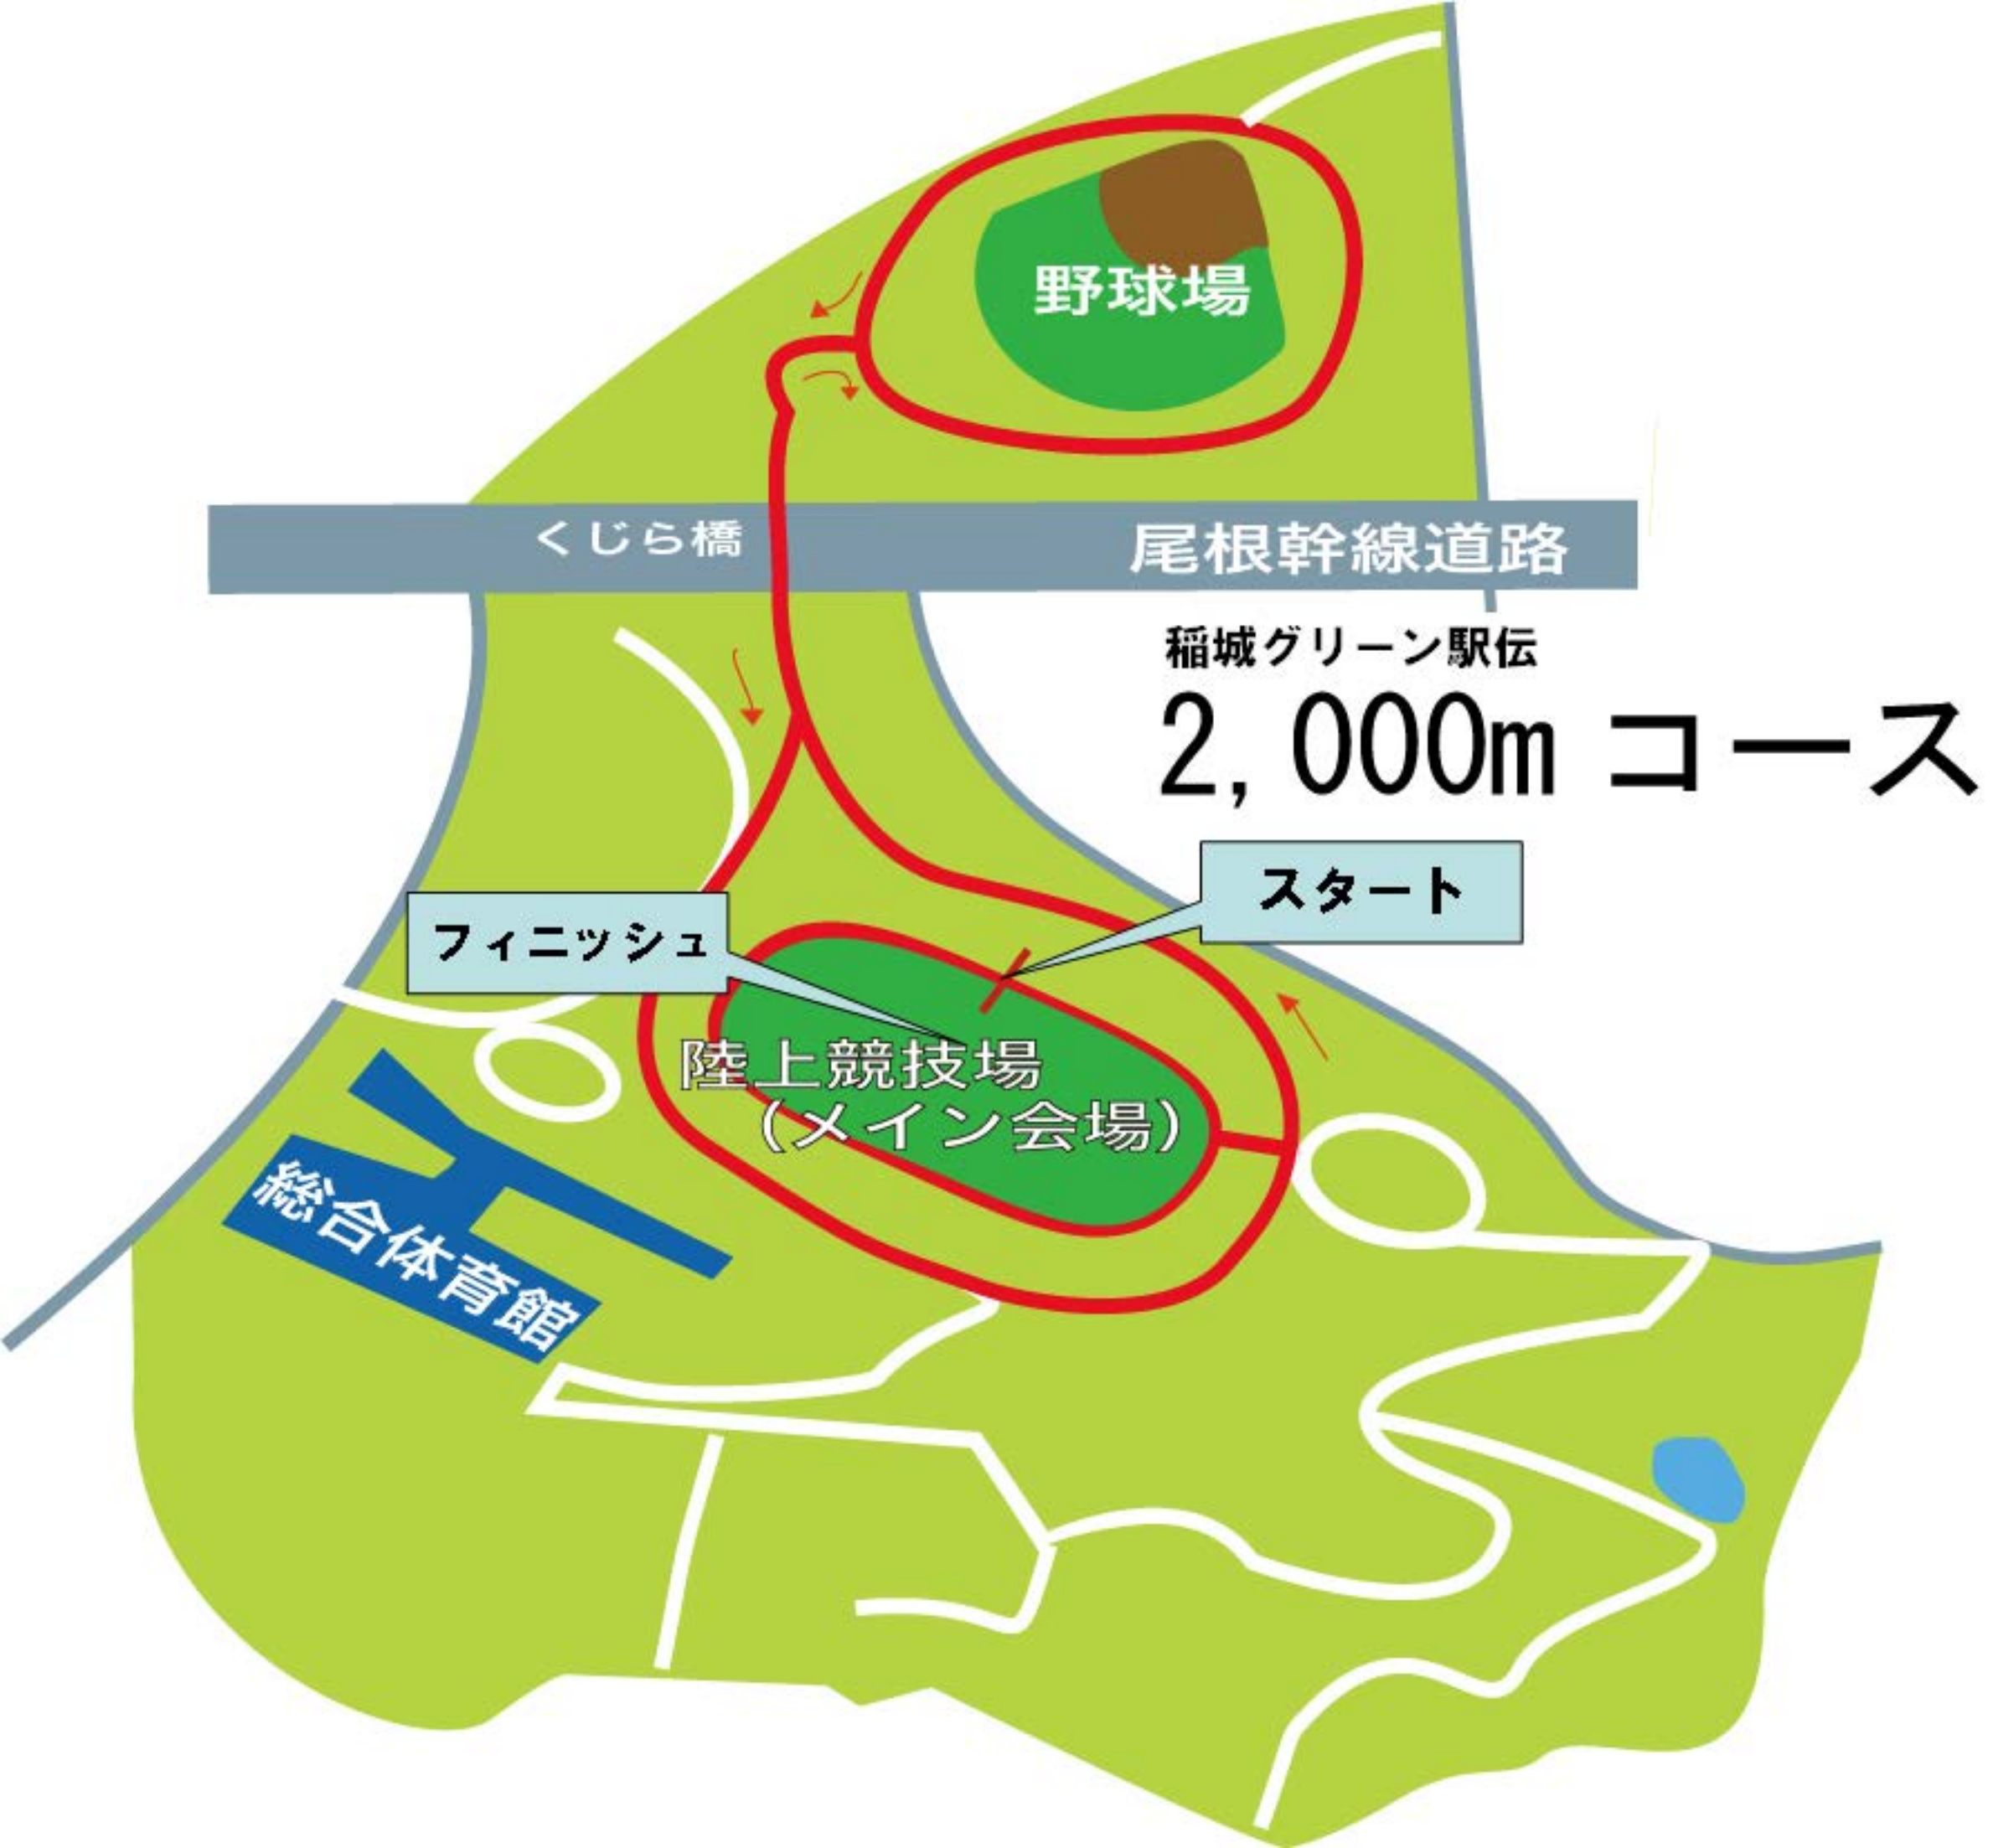 野球場
くじら橋
尾根幹線道路
稲城グリーン駅伝
2,000m コース
スタート
フィニッシュ
陸上競技場
（メイン会場）
総合体育館